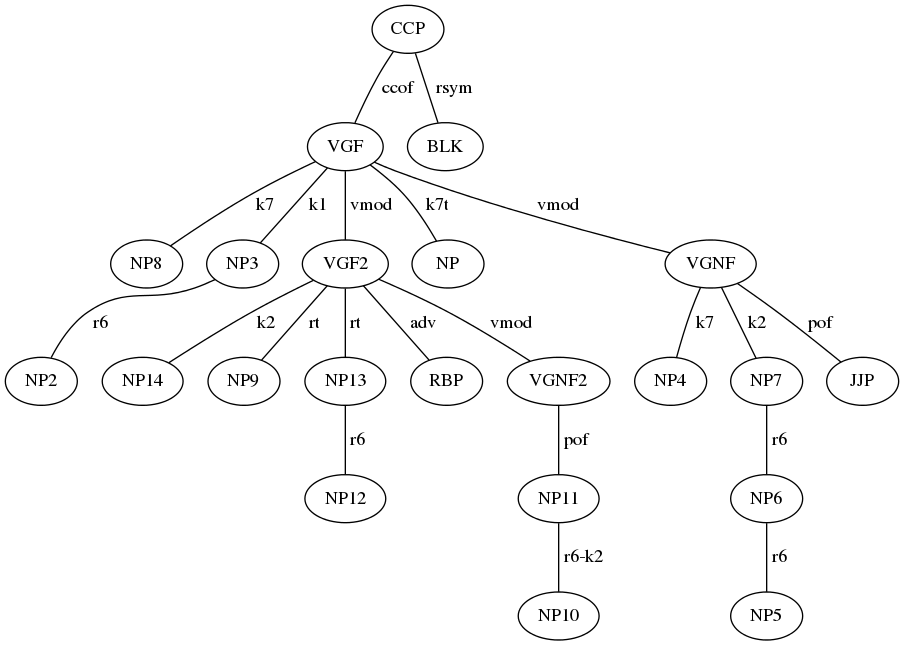 CCP
ccof rsym
VGF BLK
k7 k1 vmod k7t vmod
NP8 NP3 VGF2 NP VGNF
r6 k2 rt rt adv vmod k7 k2 pof
NP2 NP14 NP9 NP13 RBP VGNF2 NP4 NP7 JJP
r6 pof r6
NP12 NP11 NP6
r6-k2 r6
NP10 NP5